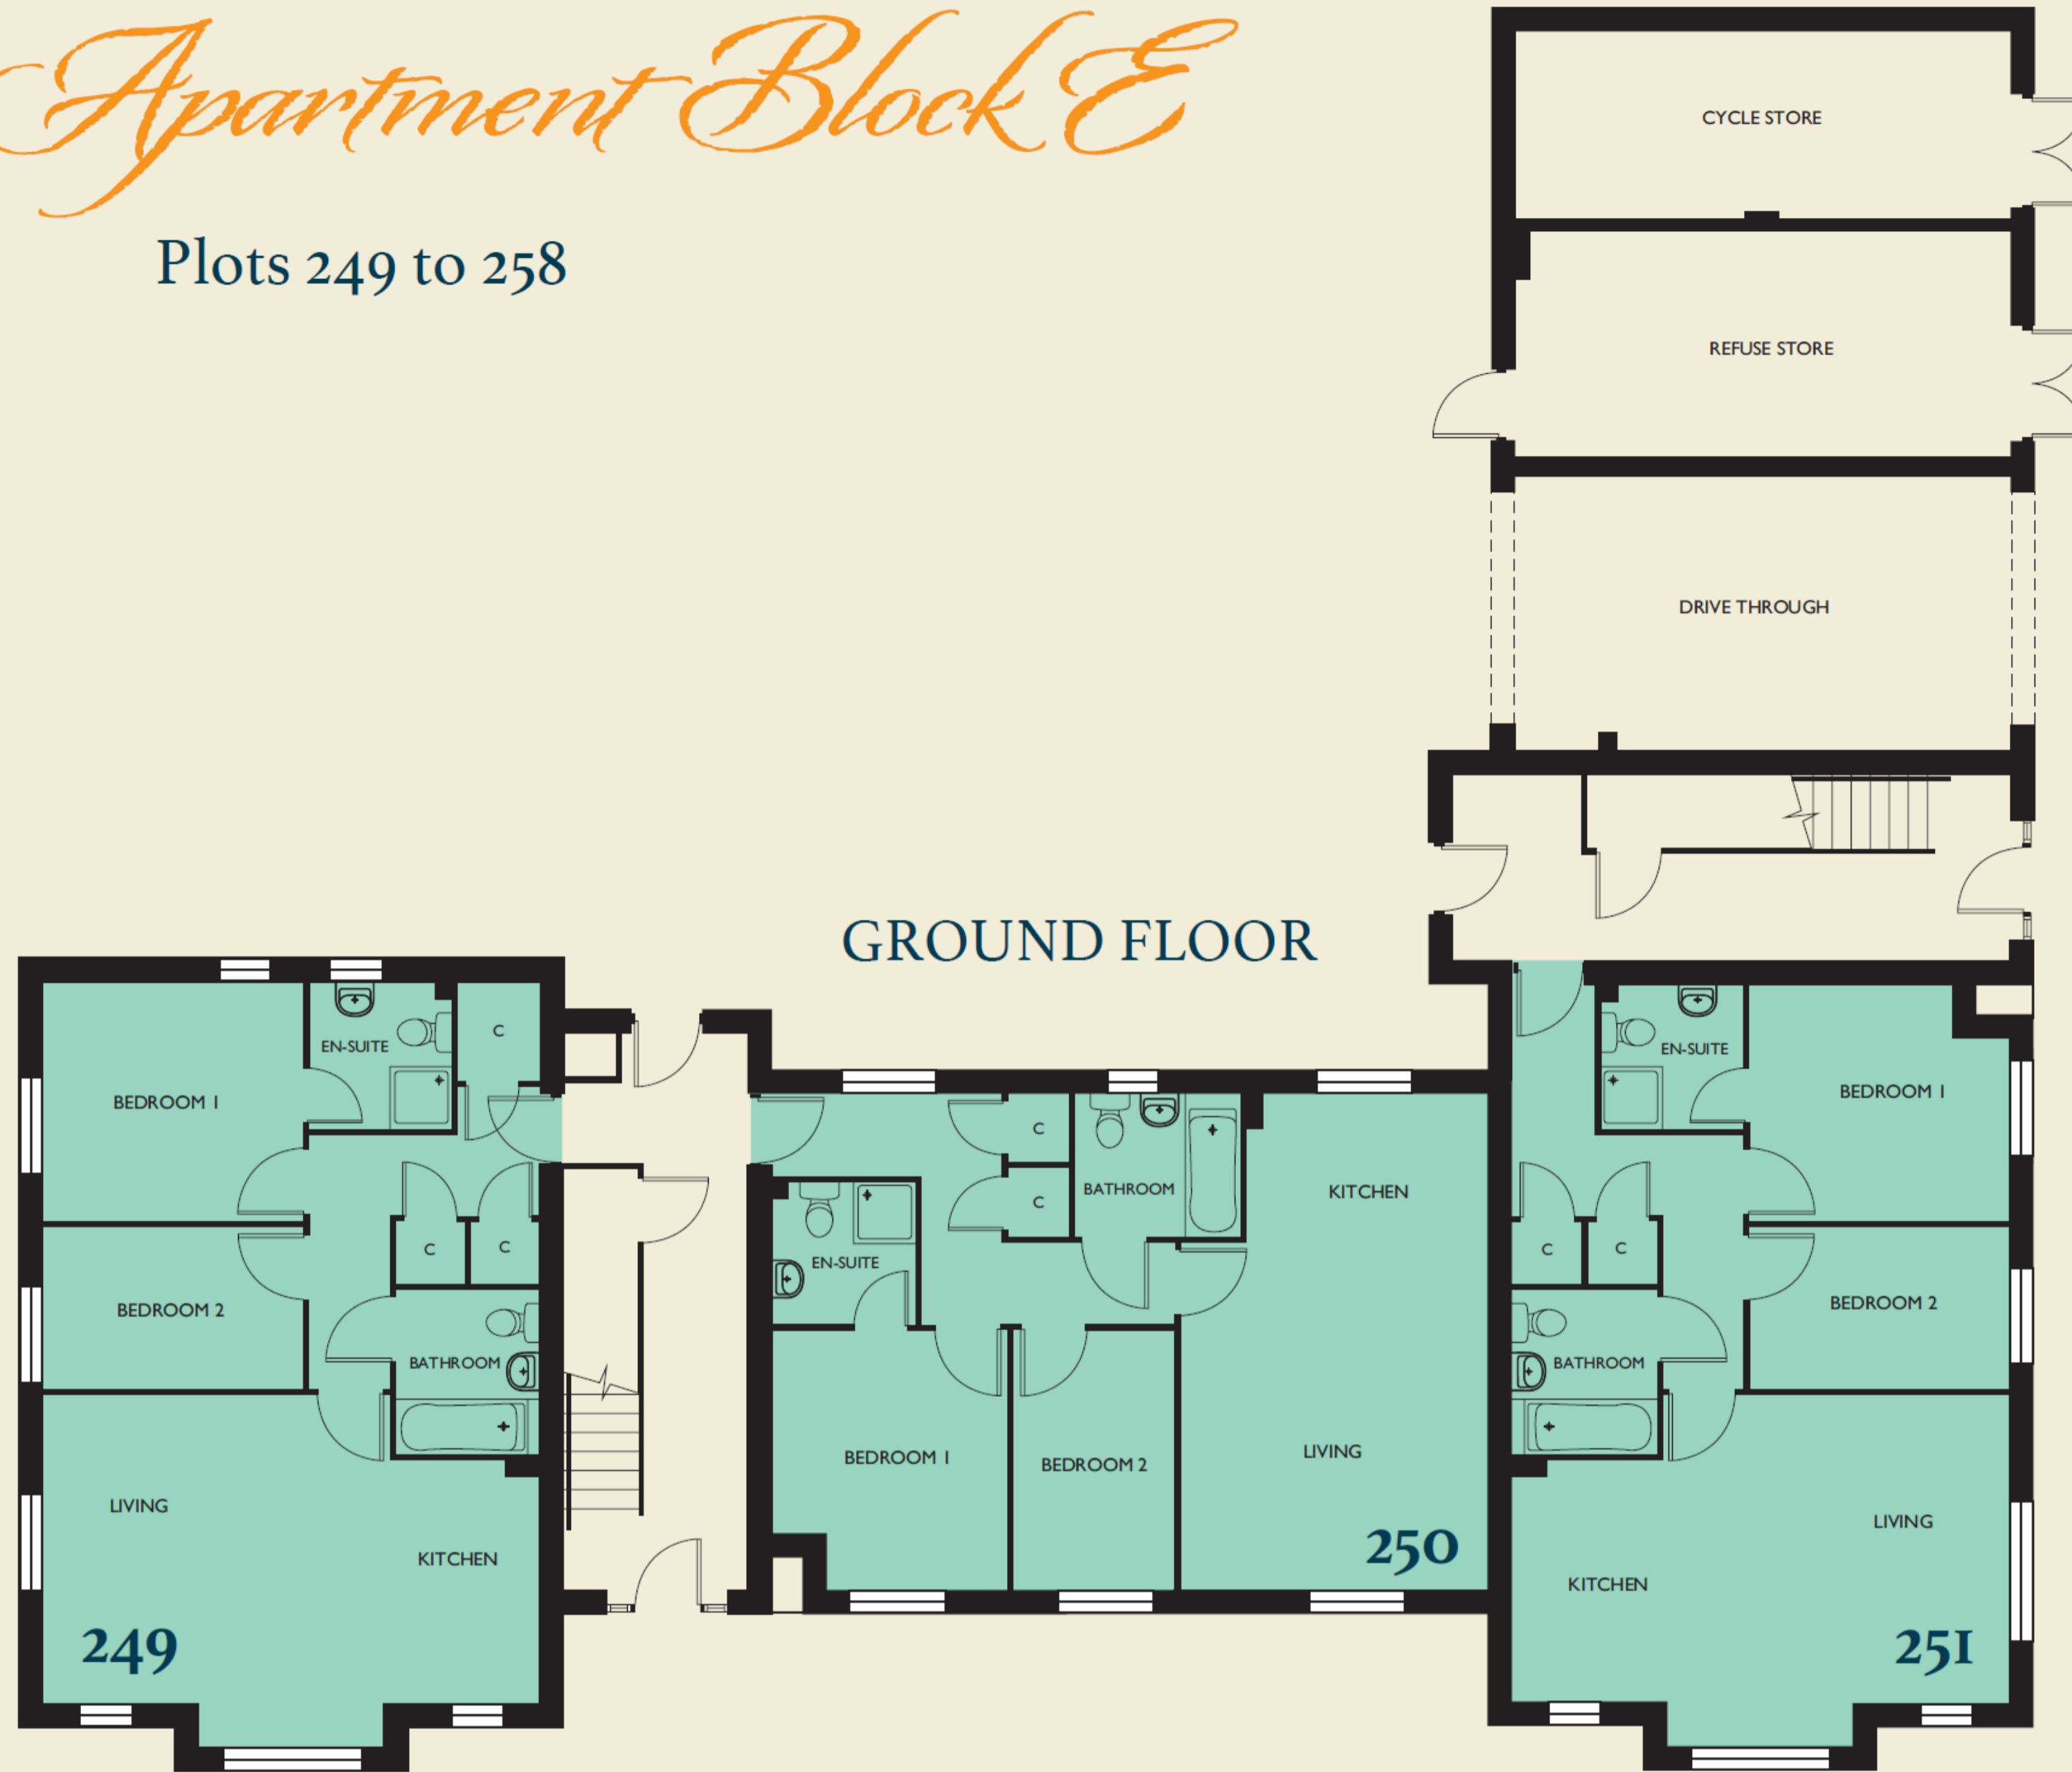 Apartment Block E
Plots 249 to 258
CYCLE STORE
REFUSE STORE
DRIVE THROUGH
GROUND FLOOR
BEDROOM 1
EN-SUITE
C
BEDROOM 2
C
C
BATHROOM
LIVING
KITCHEN
249
C
C
BATHROOM
KITCHEN
EN-SUITE
BEDROOM 1
BEDROOM 2
LIVING
250
EN-SUITE
BEDROOM 1
C
C
BEDROOM 2
BATHROOM
LIVING
KITCHEN
251